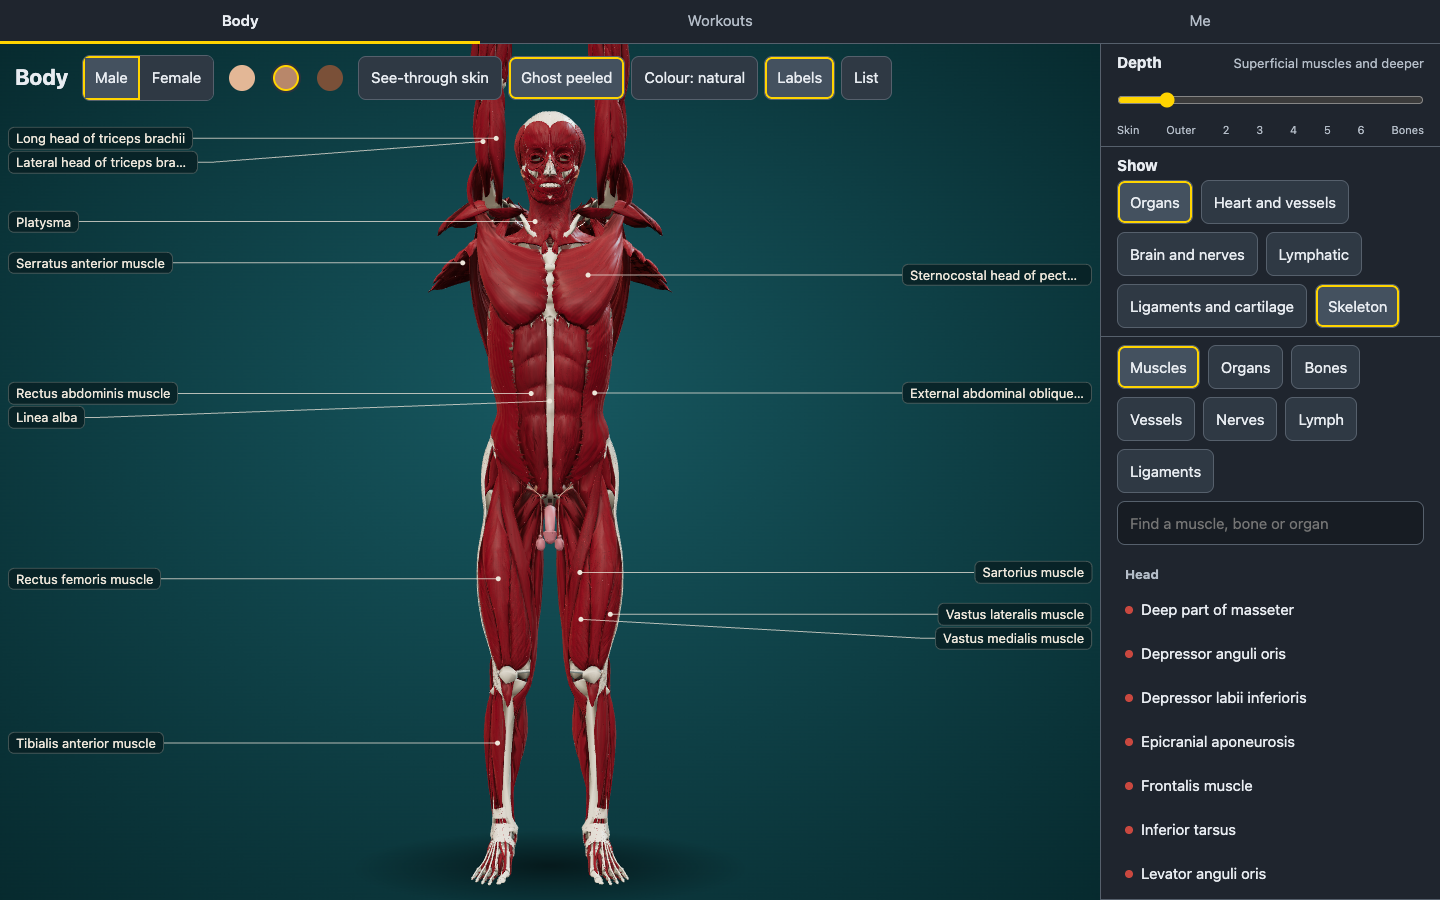 Body
Workouts
Me
Body
Male
Female
See-through skin
Ghost peeled
Colour: natural
Labels
List
Long head of triceps brachii
Lateral head of triceps bra...
Platysma
Serratus anterior muscle
Sternocostal head of pect...
Rectus abdominis muscle
Linea alba
External abdominal oblique...
Rectus femoris muscle
Sartorius muscle
Vastus lateralis muscle
Vastus medialis muscle
Tibialis anterior muscle
Depth
Superficial muscles and deeper
Skin Outer 2 3 4 5 6 Bones
Show
Organs
Heart and vessels
Brain and nerves
Lymphatic
Ligaments and cartilage
Skeleton
Muscles
Organs
Bones
Vessels
Nerves
Lymph
Ligaments
Find a muscle, bone or organ
Head
Deep part of masseter
Depressor anguli oris
Depressor labii inferioris
Epicranial aponeurosis
Frontalis muscle
Inferior tarsus
Levator anguli oris